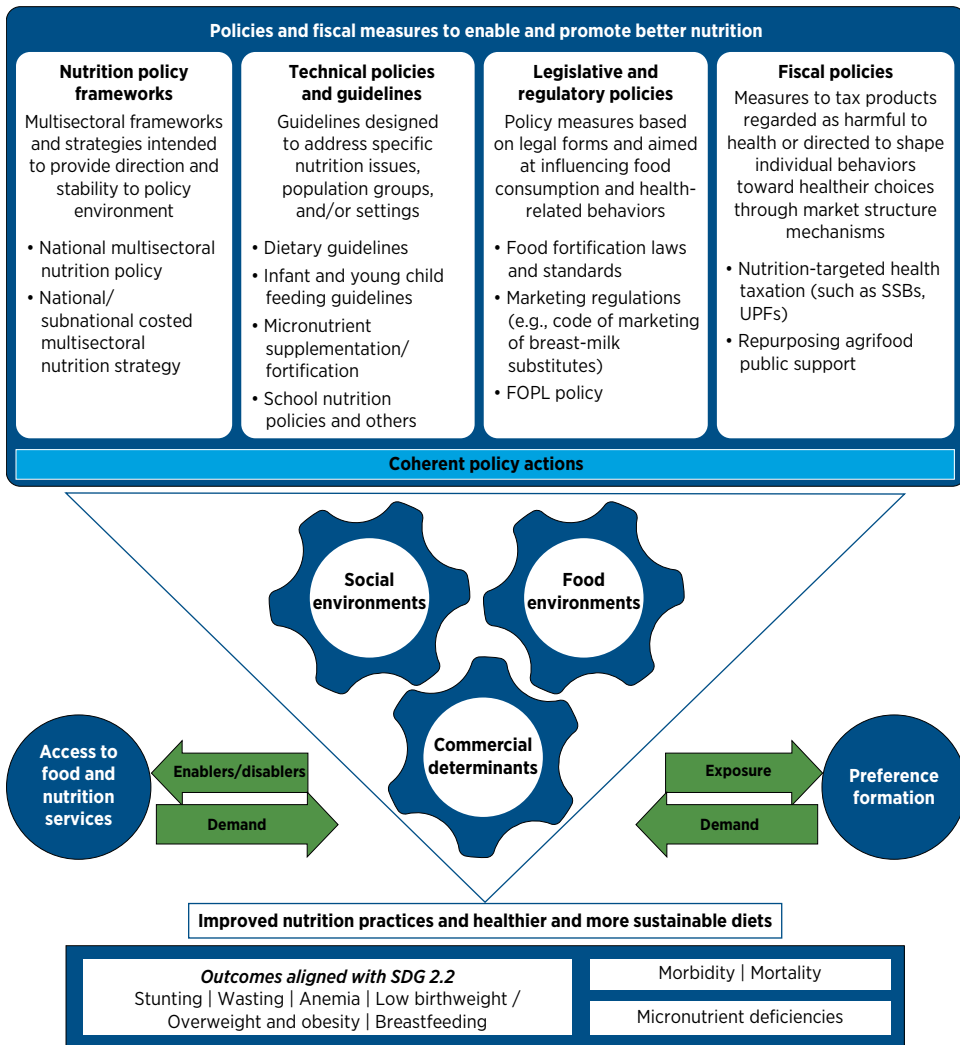 Policies and fiscal measures to enable and promote better nutrition
Nutrition policy
frameworks
Multisectoral frameworks
and strategies intended
to provide direction and
stability to policy
environment
• National multisectoral
nutrition policy
• National/
subnational costed
multisectoral
nutrition strategy
Technical policies
and guidelines
Guidelines designed
to address specific
nutrition issues,
population groups,
and/or settings
• Dietary guidelines
• Infant and young child
feeding guidelines
• Micronutrient
supplementation/
fortification
• School nutrition
policies and others
Legislative and
regulatory policies
Policy measures based
on legal forms and aimed
at influencing food
consumption and health-
related behaviors
• Food fortification laws
and standards
• Marketing regulations
(e.g., code of marketing
of breast-milk
substitutes)
• FOPL policy
Fiscal policies
Measures to tax products
regarded as harmful to
health or directed to shape
individual behaviors
toward healtheir choices
through market structure
mechanisms
• Nutrition-targeted health
taxation (such as SSBs,
UPFs)
• Repurposing agrifood
public support
Coherent policy actions
Social
environments
Food
environments
Commercial
determinants
Access to
food and
nutrition
services
Enablers/disablers
Demand
Exposure
Demand
Preference
formation
Improved nutrition practices and healthier and more sustainable diets
Outcomes aligned with SDG 2.2
Stunting | Wasting | Anemia | Low birthweight /
Overweight and obesity | Breastfeeding
Morbidity | Mortality
Micronutrient deficiencies